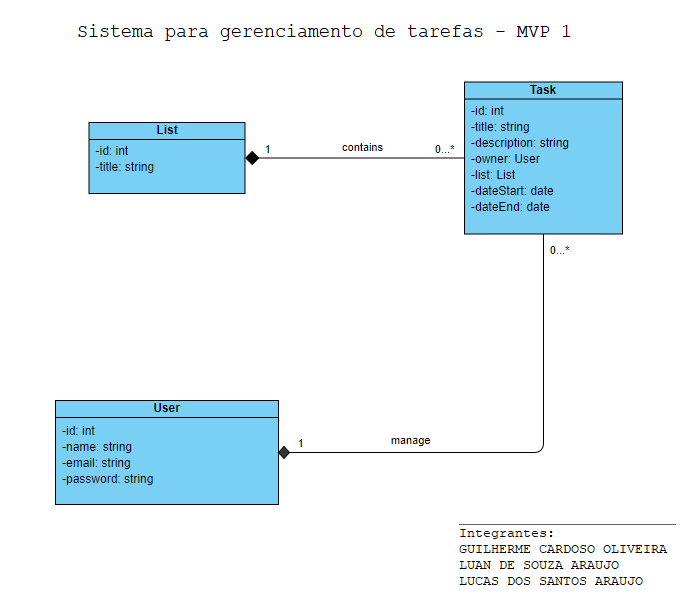 Sistema para gerenciamento de tarefas - MVP 1
Task
-id: int
-title: string
-description: string
-owner: User
-list: List
-dateStart: date
-dateEnd: date
List
-id: int
-title: string
1
contains
0...*
0...*
User
-id: int
-name: string
-email: string
-password: string
1
manage
Integrantes:
GUILHERME CARDOSO OLIVEIRA
LUAN DE SOUZA ARAUJO
LUCAS DOS SANTOS ARAUJO